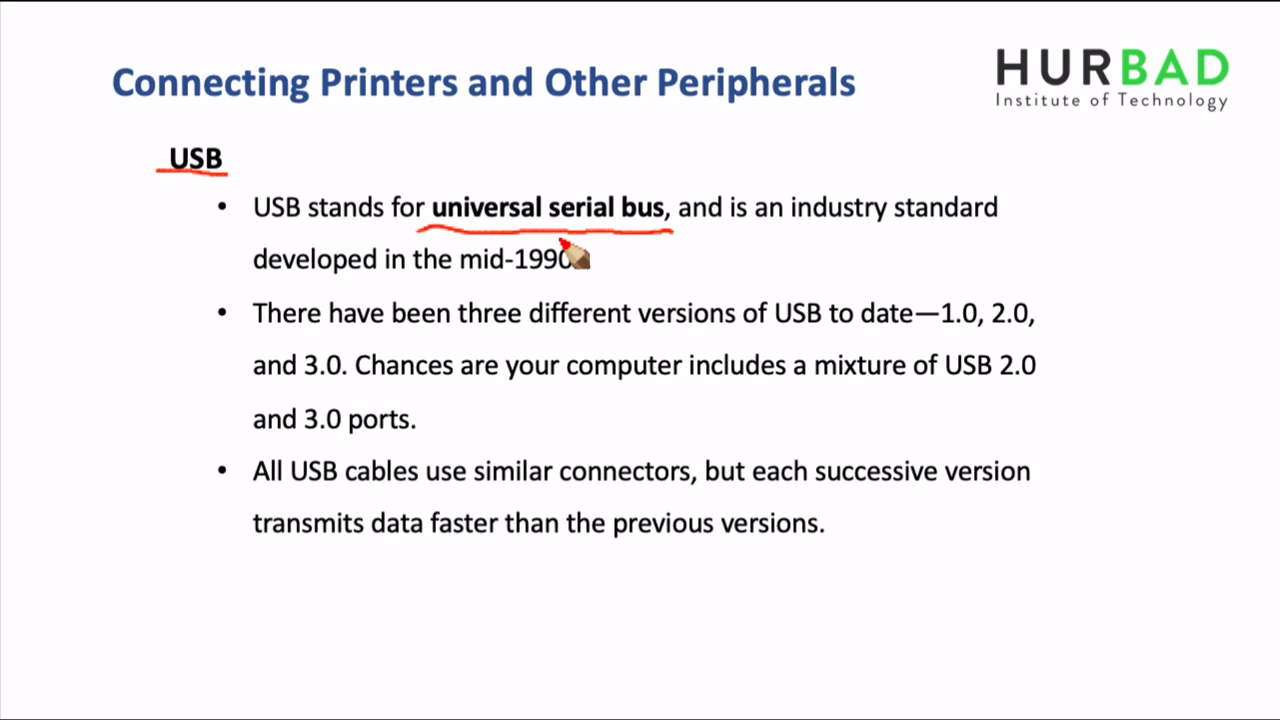 Connecting Printers and Other Peripherals
HURBAD
Institute of Technology
USB
• USB stands for universal serial bus, and is an industry standard
developed in the mid-1990
• There have been three different versions of USB to date—1.0, 2.0,
and 3.0. Chances are your computer includes a mixture of USB 2.0
and 3.0 ports.
• All USB cables use similar connectors, but each successive version
transmits data faster than the previous versions.